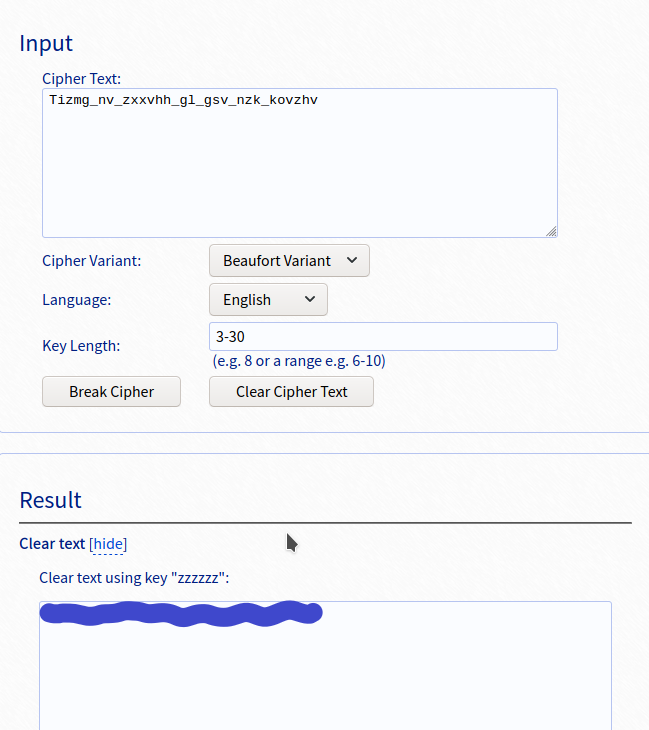 Input
Cipher Text:
Tizmg_nv_zxxvhh_gl_gsv_nzk_kovzhv
Cipher Variant: Beaufort Variant
Language: English
Key Length: 3-30
(e.g. 8 or a range e.g. 6-10)
Break Cipher Clear Cipher Text
Result
Clear text [hide]
Clear text using key "zzzzzz":